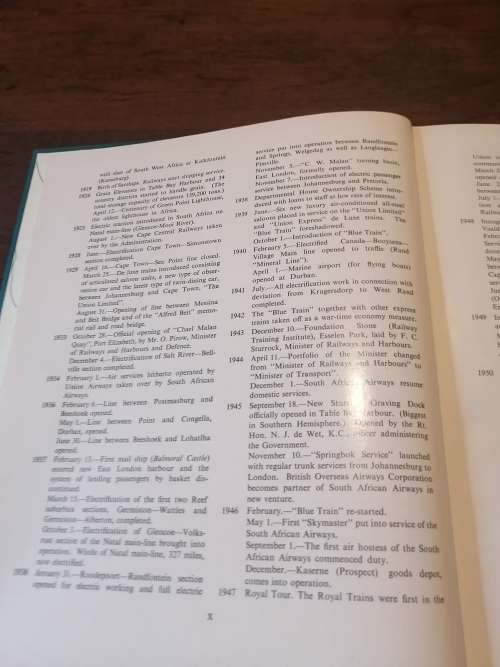 with that of South West Africa at Kalkfontein
(Karasburg)
1919 Birth of Sarships. Railways start shipping service.
Grain Elevators in Table Bay Harbour and 34
country districts started to handle grain. (The
total storage capacity of elevators 159,200 tons.)
April 12.—Centenary of Green Point Lighthouse,
the oldest lighthouse in Africa.
1925 Electric traction introduced in South Africa on
Natal main-line (Glencoe-Mooi River).
August 1.—New Cape Central Railways taken
over by the Administration.
1928 June.—Electrification Cape Town—Simonstown
section completed.
1929 April 16.—Cape Town—Sea Point line closed.
March 25.—De luxe trains introduced consisting
of articulated saloon units, a new type of obser-
vation car and the latest type of twin-dining car,
between Johannesburg and Cape Town, "The
Union Limited".
August 31.—Opening of line between Messina
and Beit Bridge and of the "Alfred Beit" memo-
rial rail and road bridge.
1933 October 28.—Official opening of "Charl Malan
Quay", Port Elizabeth, by Mr. O. Pirow, Minister
of Railways and Harbours and Defence.
December 4.—Electrification of Salt River—Bell-
ville section completed.
1934 February 1.—Air services hitherto operated by
Union Airways taken over by South African
Airways.
1936 February 6.—Line between Postmasburg and
Beeshoek opened.
May 1.—Line between Point and Congella,
Durban, opened.
June 30.—Line between Beeshoek and Lohatlha
opened.
1937 February 13.—First mail ship (Balmoral Castle)
entered new East London harbour and the
system of landing passengers by basket dis-
continued.
March 15.—Electrification of the first two Reef
suburban sections, Germiston—Wattles and
Germiston—Alberton, completed.
October 2.—Electrification of Glencoe—Volks-
rust section of the Natal main-line brought into
operation. Whole of Natal main-line, 327 miles,
now electrified.
1938 January 31.—Roodepoort—Randfontein section
opened for electric working and full electric
service put into operation between Randfontein
and Springs, Welgedag as well as Langlaagte—
Pimville.
November 3.—"C. W. Malan" turning basin,
East London, formally opened.
November 7.—Introduction of electric passenger
service between Johannesburg and Pretoria.
1938 Departmental House Ownership Scheme intro-
duced with loans to staff at low rate of interest.
1939 June.—Six new luxury air-conditioned all-steel
saloons placed in service on the "Union Limited"
and "Union Express" de Luxe trains. The
"Blue Train" foreshadowed.
October 1.—Introduction of "Blue Train".
1940 February 5.—Electrified Canada—Booysens—
Village Main line opened to traffic (Rand
"Mineral Line").
April 1.—Marine airport (for flying boats)
opened at Durban.
1941 July.—All electrification work in connection with
deviation from Krugersdorp to West Rand
completed.
1942 The "Blue Train" together with other express
trains taken off as a war-time economy measure.
1943 December 10.—Foundation Stone (Railway
Training Institute), Esselen Park, laid by F. C.
Sturrock, Minister of Railways and Harbours.
1944 April 11.—Portfolio of the Minister changed
from "Minister of Railways and Harbours" to
"Minister of Transport".
December 1.—South African Airways resume
domestic services.
1945 September 18.—New Graving Dock
officially opened in Table Harbour. (Biggest
in Southern Hemisphere.) Opened by the Rt.
Hon. N. J. de Wet, K.C., administering
the Government.
November 10.—"Springbok Service" launched
with regular trunk services from Johannesburg to
London. British Overseas Airways Corporation
becomes partner of South African Airways in
new venture.
1946 February.—"Blue Train" re-started.
May 1.—First "Skymaster" put into service of the
South African Airways.
September 1.—The first air hostess of the South
African Airways commenced duty.
December.—Kaserne (Prospect) goods depot,
comes into operation.
1947 Royal Tour. The Royal Trains were first in the
X
1948
1949
1950